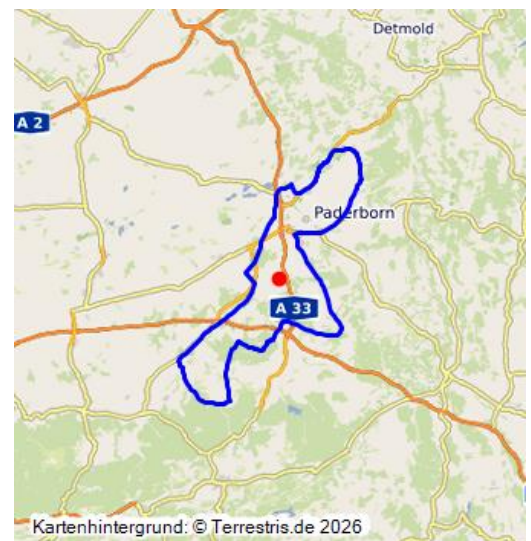 Detmold
A 2
Paderborn
A 33
Kartenhintergrund: © Terrestris.de 2026